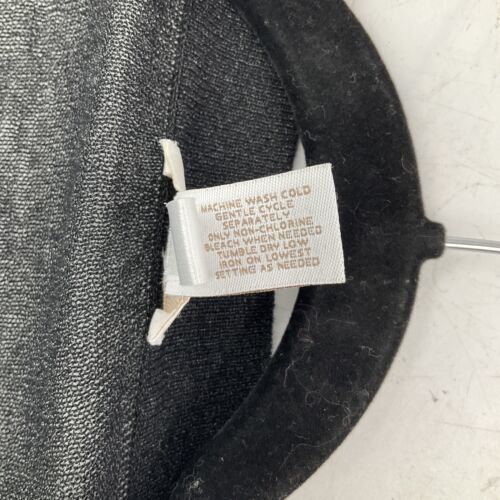 MACHINE WASH COLD
GENTLE CYCLE
SEPARATELY
ONLY NON-CHLORINE
BLEACH WHEN NEEDED
TUMBLE DRY LOW
IRON ON LOWEST
SETTING AS NEEDED